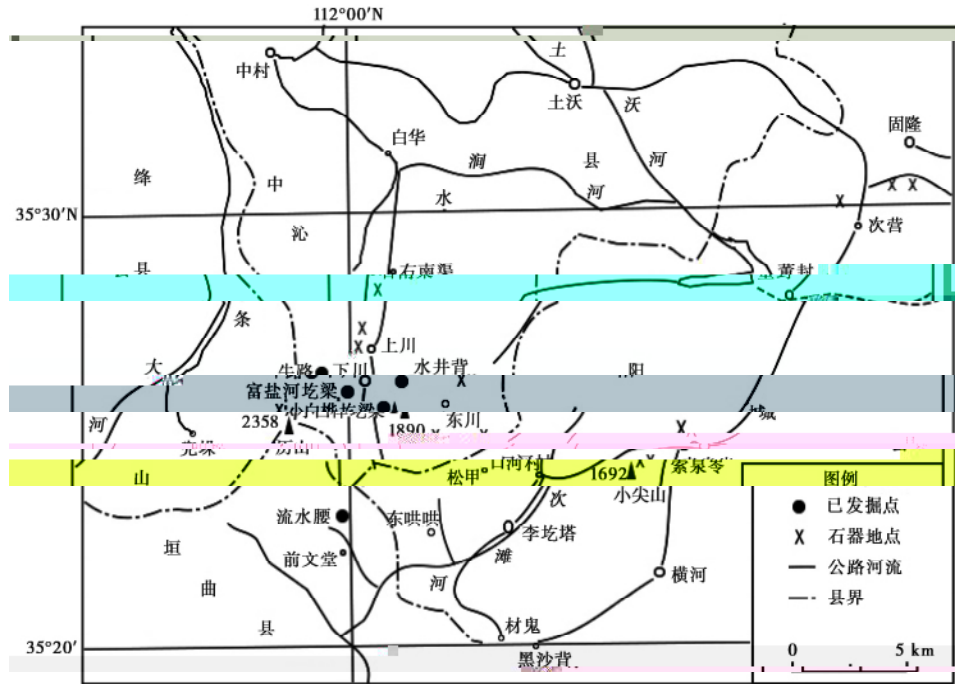 112°00′N
中村
土
土沃
沃
白华
涧
县
河
固隆
绛
中
水
河
35°30′N
沁
次营
县
条
上川
大
下川
水井背
阳
富盐河圪梁
城
2358
1890
东川
河
历山
山
松甲
1692
紫泉岺
图例
小尖山
已发掘点
流水腰
东哄哄
次
石器地点
垣
前文堂
李圪塔
滩
公路河流
曲
河
横河
县界
县
材鬼
0
5 km
35°20′
黑沙背